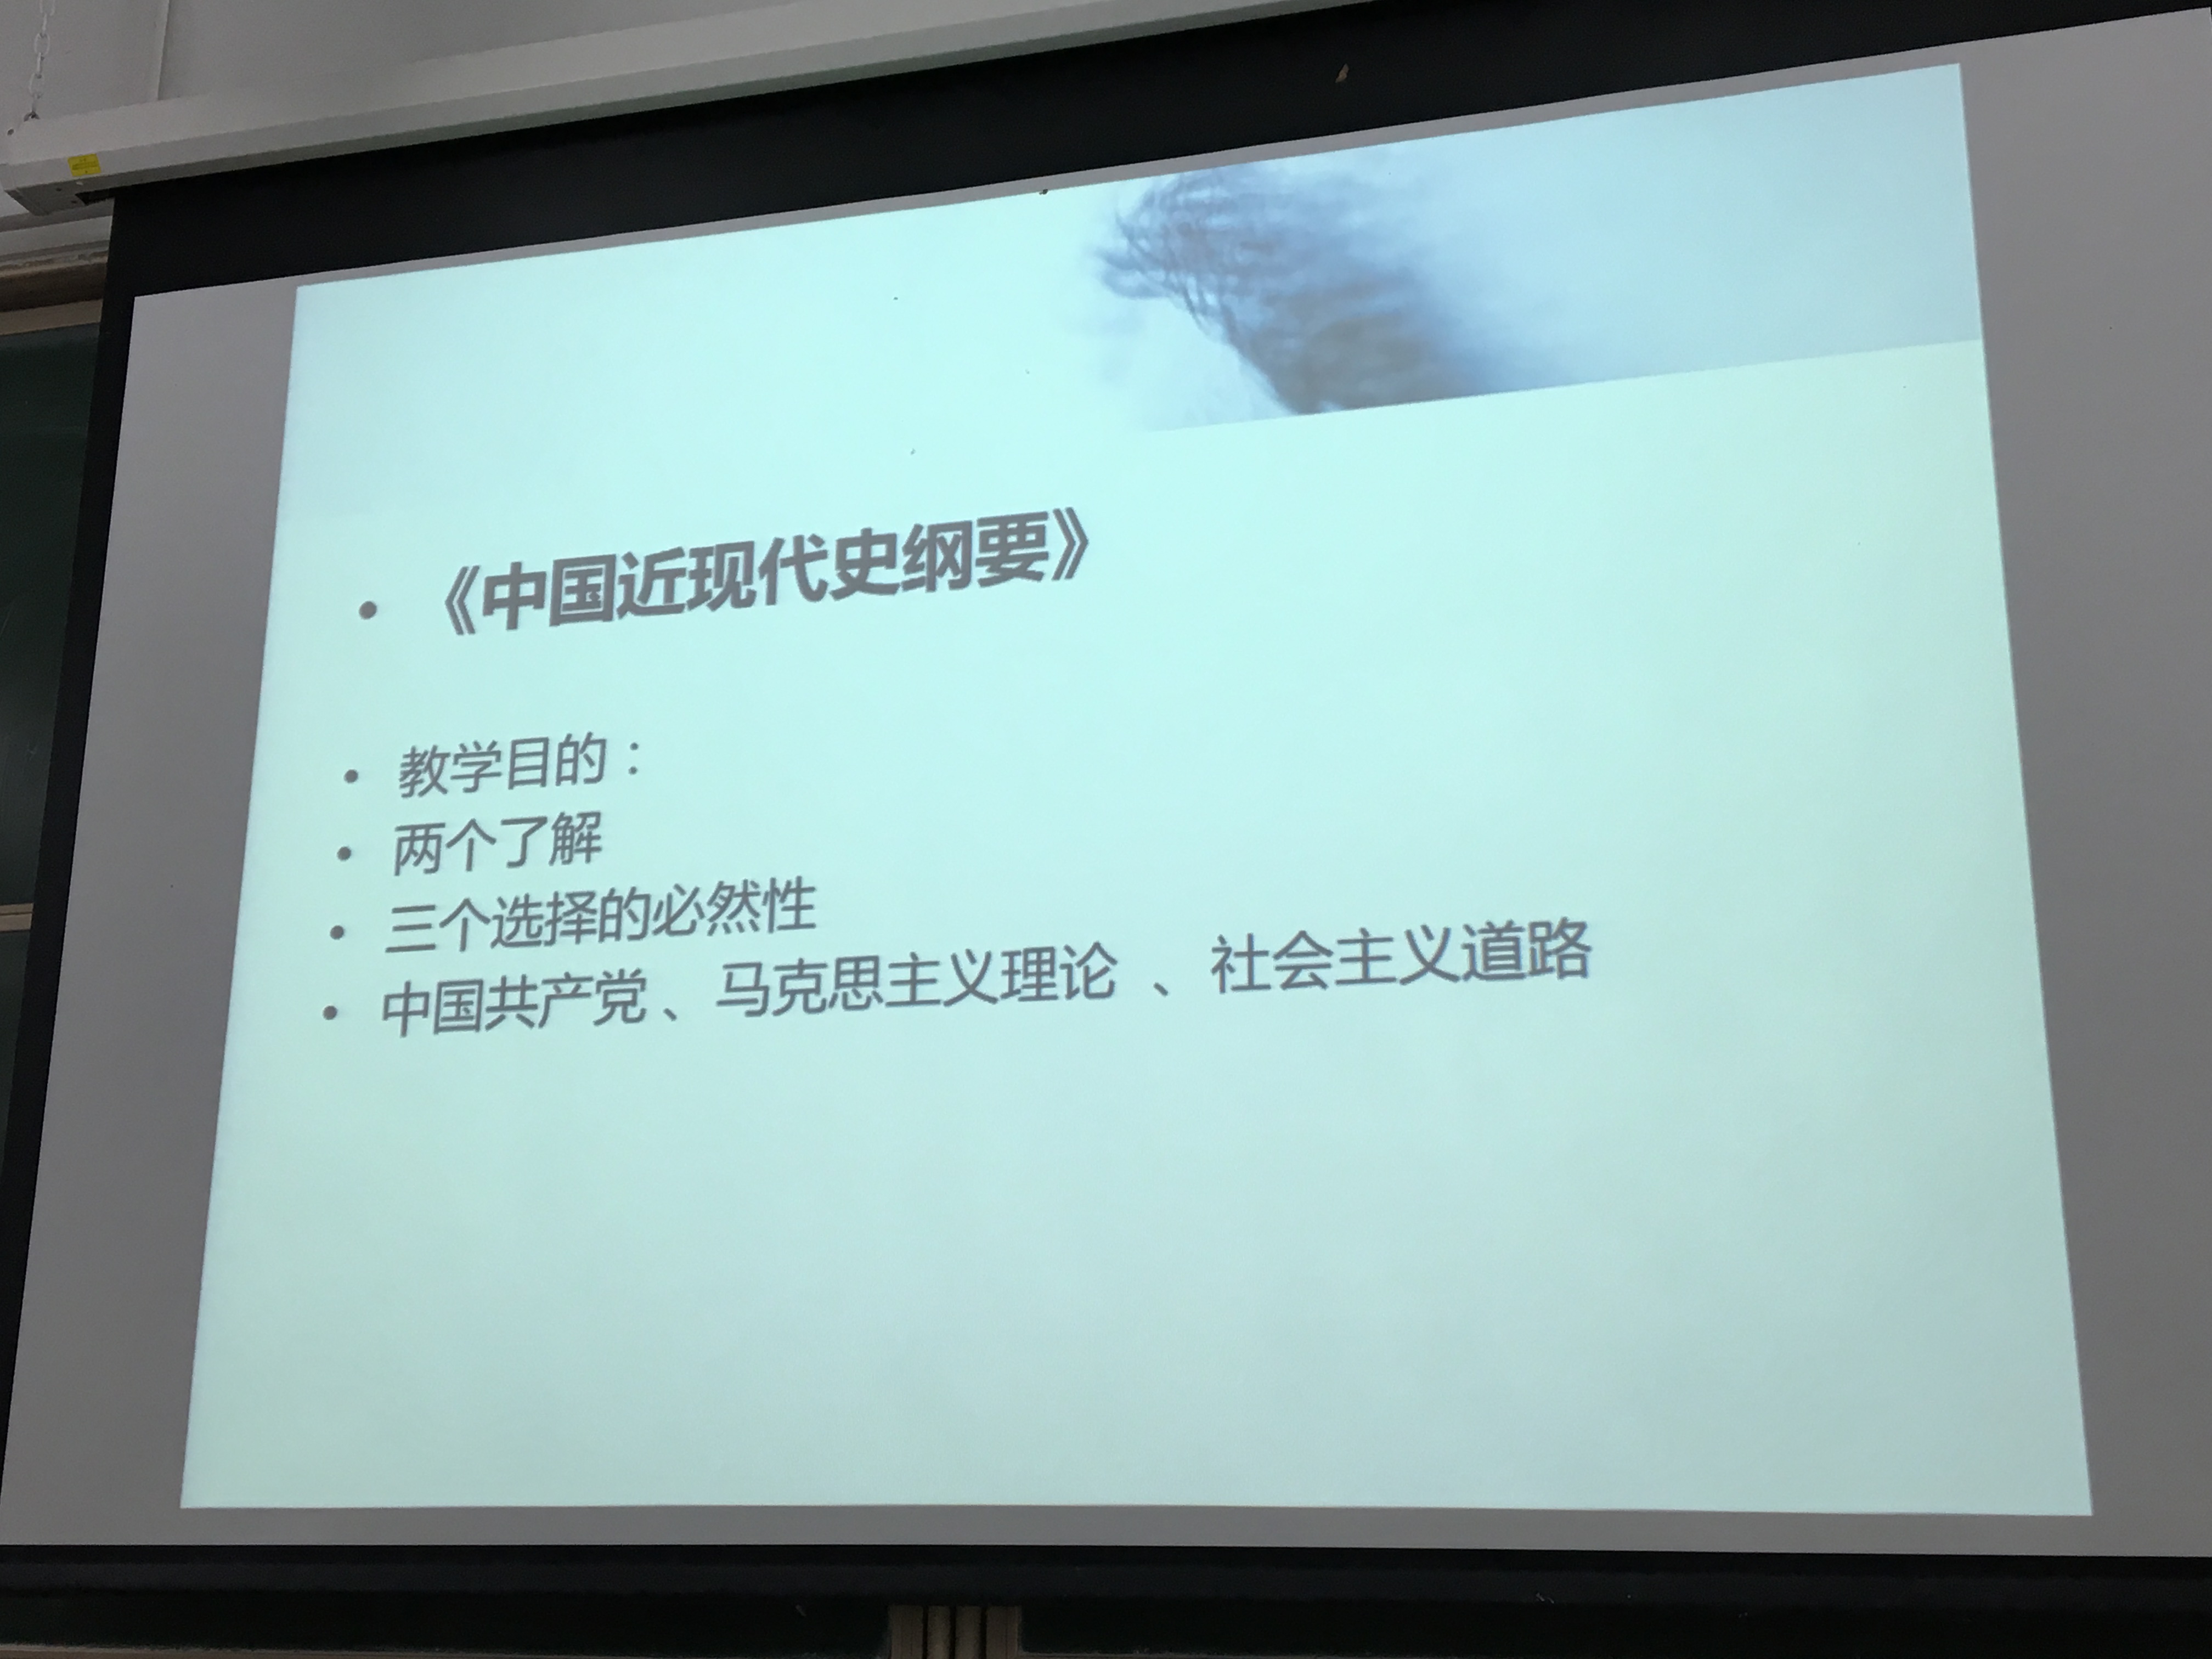 • 《中国近现代史纲要》
• 教学目的：
• 两个了解
• 三个选择的必然性
• 中国共产党、马克思主义理论 、社会主义道路